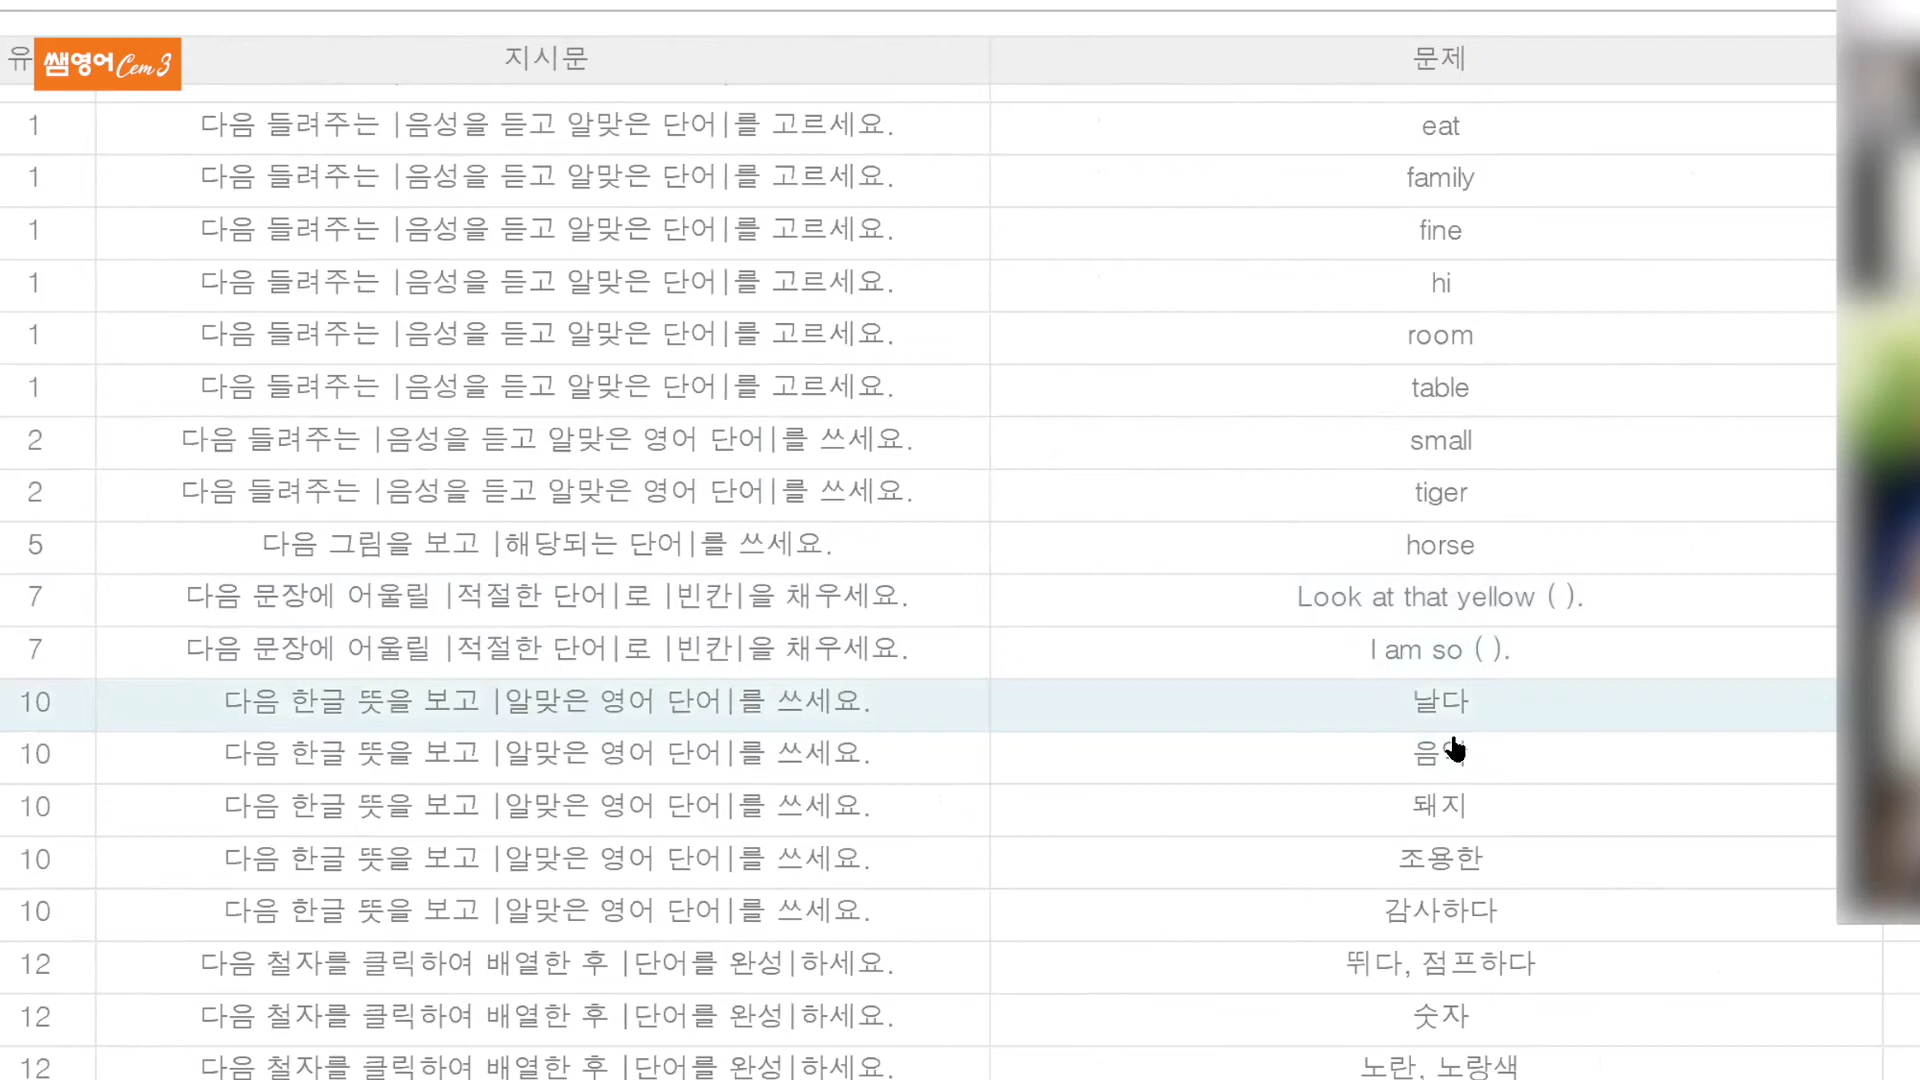 유 쌤영어 Cem 3 지시문 문제
1 다음 들려주는 |음성을 듣고 알맞은 단어|를 고르세요. eat
1 다음 들려주는 |음성을 듣고 알맞은 단어|를 고르세요. family
1 다음 들려주는 |음성을 듣고 알맞은 단어|를 고르세요. fine
1 다음 들려주는 |음성을 듣고 알맞은 단어|를 고르세요. hi
1 다음 들려주는 |음성을 듣고 알맞은 단어|를 고르세요. room
1 다음 들려주는 |음성을 듣고 알맞은 단어|를 고르세요. table
2 다음 들려주는 |음성을 듣고 알맞은 영어 단어|를 쓰세요. small
2 다음 들려주는 |음성을 듣고 알맞은 영어 단어|를 쓰세요. tiger
5 다음 그림을 보고 |해당되는 단어|를 쓰세요. horse
7 다음 문장에 어울릴 |적절한 단어|로 |빈칸|을 채우세요. Look at that yellow ( ).
7 다음 문장에 어울릴 |적절한 단어|로 |빈칸|을 채우세요. I am so ( ).
10 다음 한글 뜻을 보고 |알맞은 영어 단어|를 쓰세요. 날다
10 다음 한글 뜻을 보고 |알맞은 영어 단어|를 쓰세요.
10 다음 한글 뜻을 보고 |알맞은 영어 단어|를 쓰세요. 돼지
10 다음 한글 뜻을 보고 |알맞은 영어 단어|를 쓰세요. 조용한
10 다음 한글 뜻을 보고 |알맞은 영어 단어|를 쓰세요. 감사하다
12 다음 철자를 클릭하여 배열한 후 |단어를 완성|하세요. 뛰다, 점프하다
12 다음 철자를 클릭하여 배열한 후 |단어를 완성|하세요. 숫자
12 다음 철자를 클릭하여 배열한 후 |단어를 완성|하세요. 노란, 노랑색